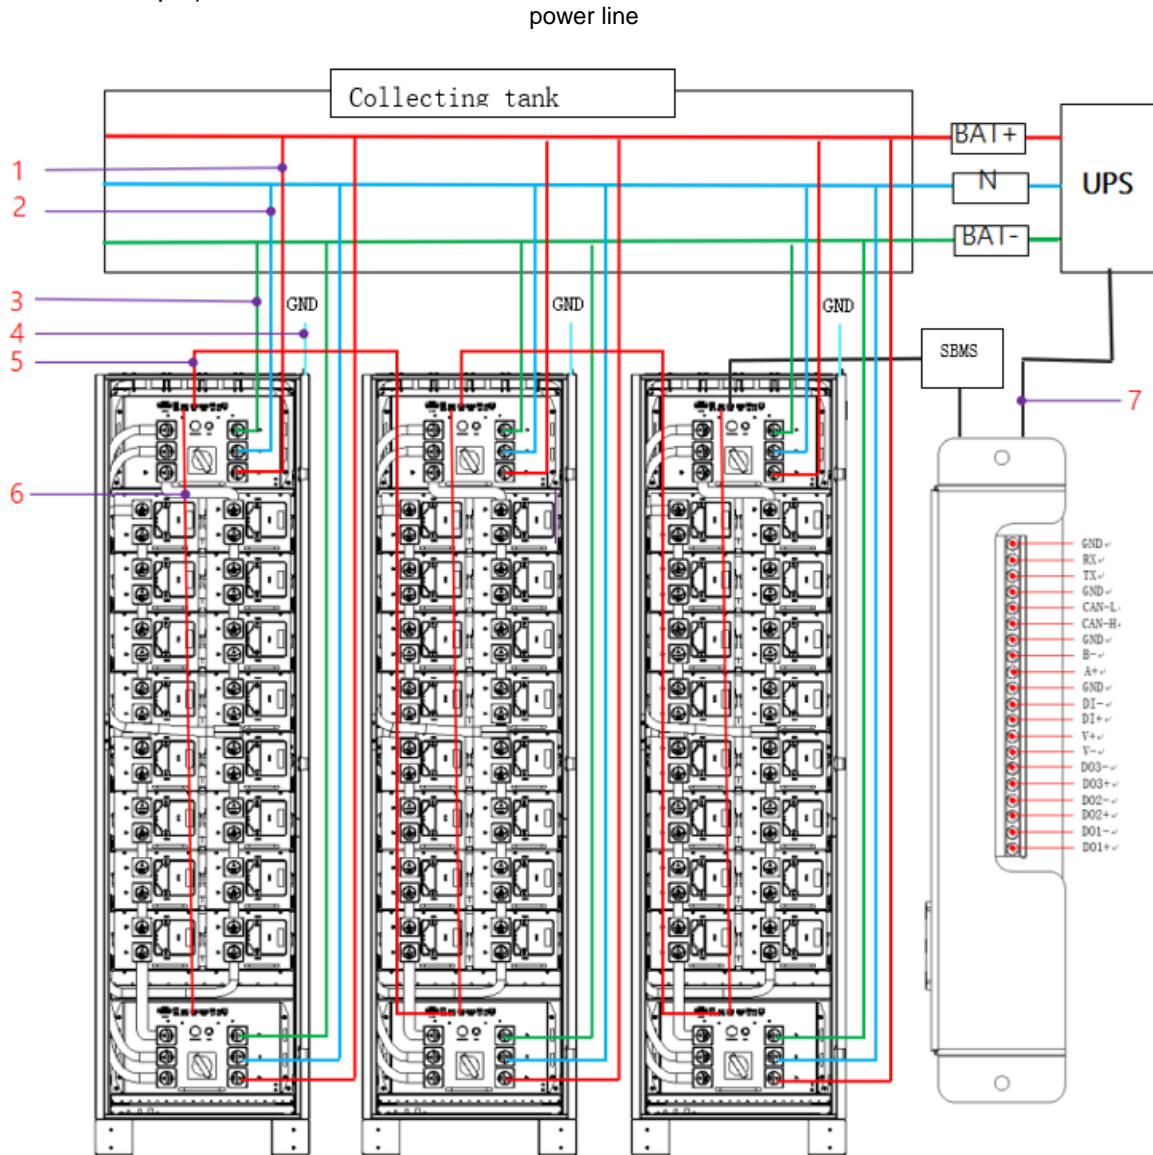 power line
Collecting tank
BAT+
1
N
UPS
2
BAT-
3
GND
GND
GND
4
5
SBMS
7
6
GND
RX
TX
GND
CAN-L
CAN-H
GND
B-
A+
GND
DI-
DI+
V+
V-
DO3-
DO3+
DO2-
DO2+
DO1-
DO1+